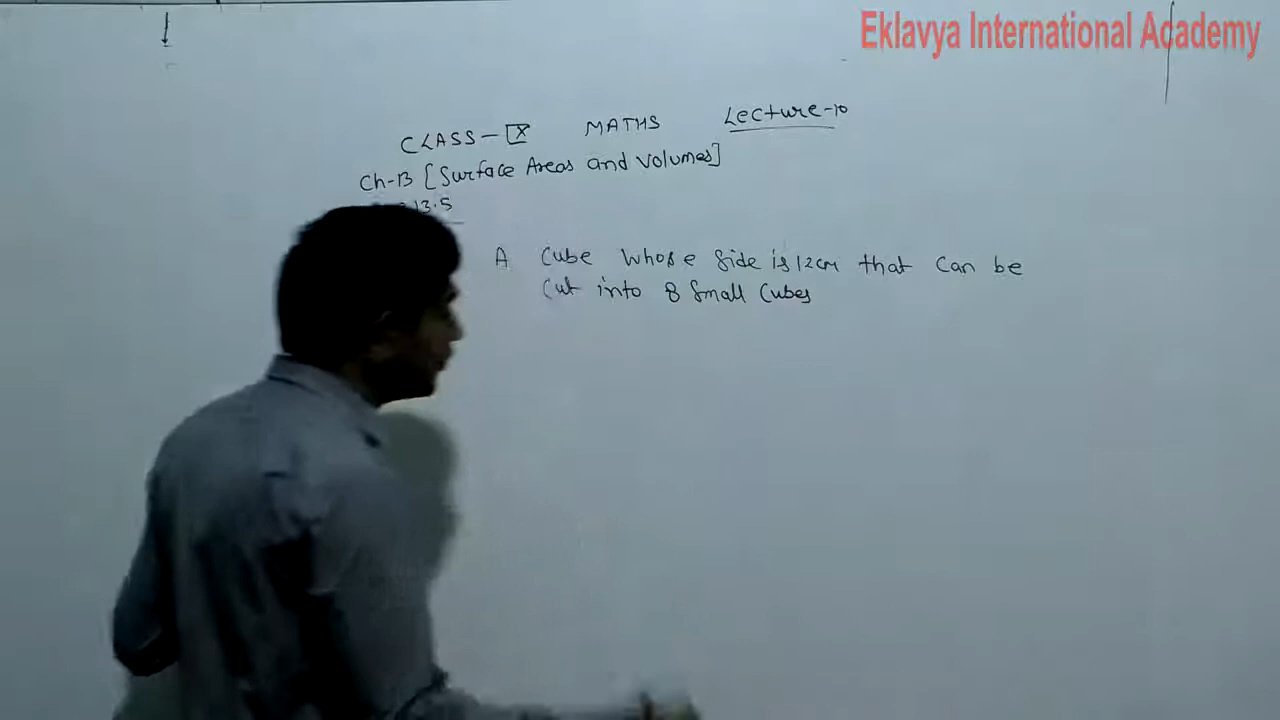 Eklavya International Academy
CLASS - IX MATHS Lecture-10
Ch-13 [Surface Areas and Volumes]
13.5
A Cube whose Side is 12cm that can be
Cut into 8 Small Cubes